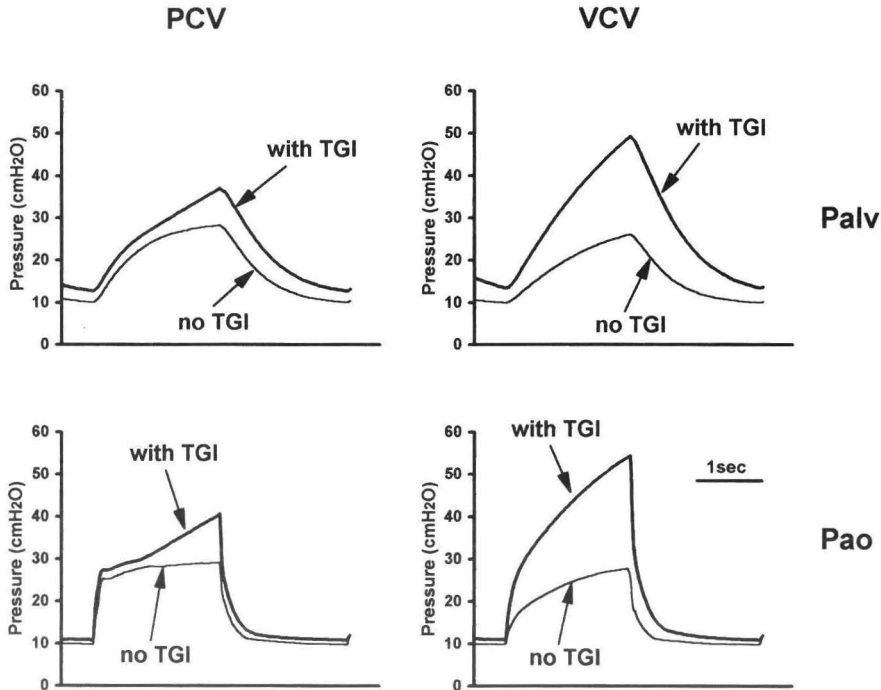 PCV
VCV
60
50
40
30
20
10
0
Pressure (cmH2O)
with TGI
no TGI
60
50
40
30
20
10
0
Pressure (cmH2O)
with TGI
no TGI
Palv
60
50
40
30
20
10
0
Pressure (cmH2O)
with TGI
no TGI
60
50
40
30
20
10
0
Pressure (cmH2O)
with TGI
no TGI
1sec
Pao